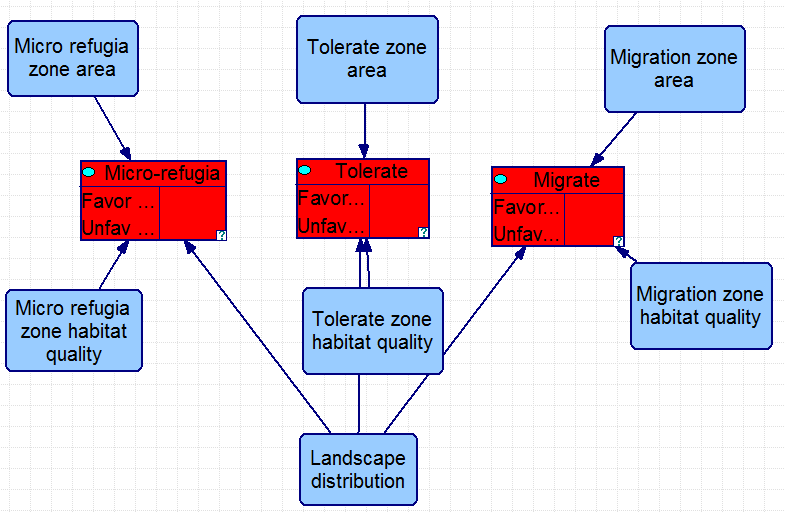 Micro refugia
zone area
Tolerate zone
area
Migration zone
area
Micro-refugia
Favor ...
Unfav ...
?
Tolerate
Favor...
Unfav...
?
Migrate
Favor...
Unfav...
?
Micro refugia
zone habitat
quality
Tolerate zone
habitat quality
Migration zone
habitat quality
Landscape
distribution